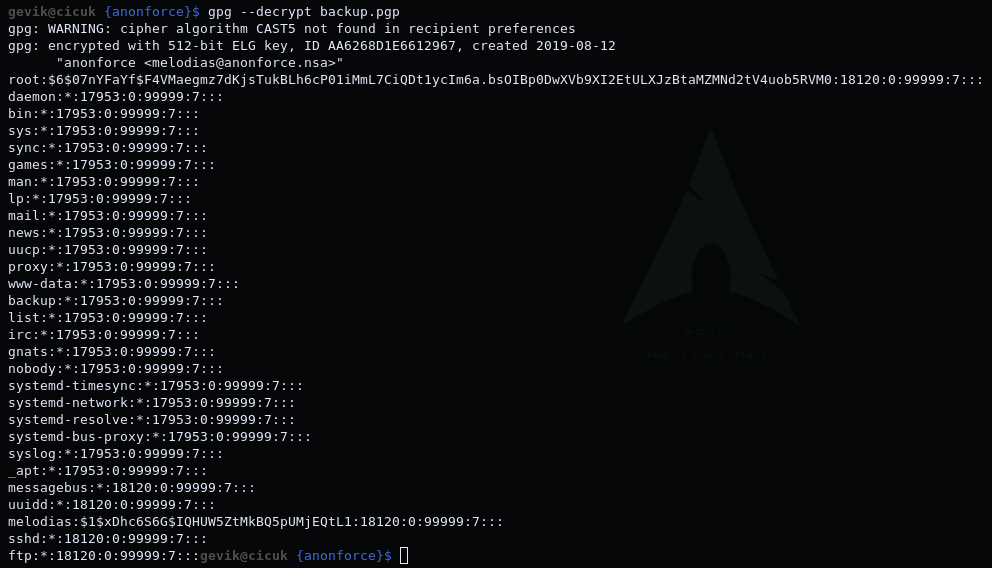 gevik@cicuk {anonforce}$ gpg --decrypt backup.pgp
gpg: WARNING: cipher algorithm CAST5 not found in recipient preferences
gpg: encrypted with 512-bit ELG key, ID AA6268D1E6612967, created 2019-08-12
      "anonforce <melodias@anonforce.nsa>"
root:$6$07nYFaYf$F4VMaegmz7dKjsTukBLh6cP01iMmL7CiQDt1ycIm6a.bsOIBp0DwXVb9XI2EtULXJzBtaMZMNd2tV4uob5RVM0:18120:0:99999:7:::
daemon:*:17953:0:99999:7:::
bin:*:17953:0:99999:7:::
sys:*:17953:0:99999:7:::
sync:*:17953:0:99999:7:::
games:*:17953:0:99999:7:::
man:*:17953:0:99999:7:::
lp:*:17953:0:99999:7:::
mail:*:17953:0:99999:7:::
news:*:17953:0:99999:7:::
uucp:*:17953:0:99999:7:::
proxy:*:17953:0:99999:7:::
www-data:*:17953:0:99999:7:::
backup:*:17953:0:99999:7:::
list:*:17953:0:99999:7:::
irc:*:17953:0:99999:7:::
gnats:*:17953:0:99999:7:::
nobody:*:17953:0:99999:7:::
systemd-timesync:*:17953:0:99999:7:::
systemd-network:*:17953:0:99999:7:::
systemd-resolve:*:17953:0:99999:7:::
systemd-bus-proxy:*:17953:0:99999:7:::
syslog:*:17953:0:99999:7:::
_apt:*:17953:0:99999:7:::
messagebus:*:18120:0:99999:7:::
uuidd:*:18120:0:99999:7:::
melodias:$1$xDhc6S6G$IQHUW5ZtMkBQ5pUMjEQtL1:18120:0:99999:7:::
sshd:*:18120:0:99999:7:::
ftp:*:18120:0:99999:7:::gevik@cicuk {anonforce}$